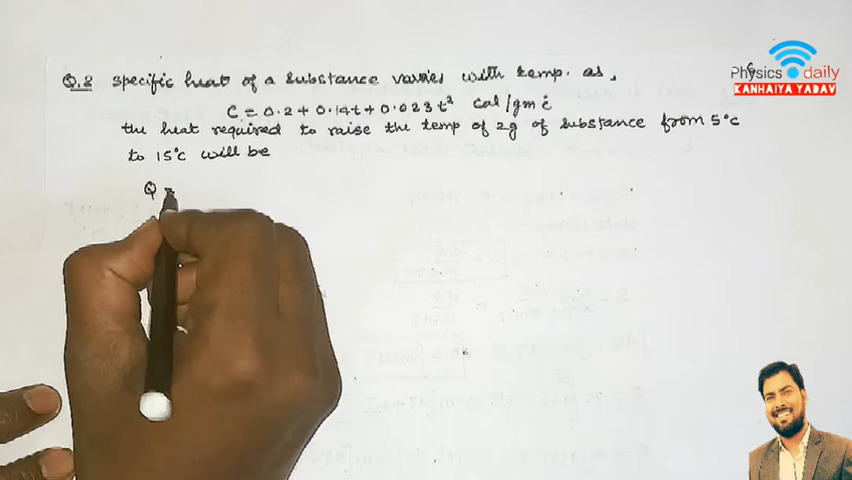 Q.2 specific heat of a substance varries with temp. as,
C = 0.2 + 0.14t + 0.023t² cal/gm°c
the heat required to raise the temp of 2g of substance from 5°c
to 15°c will be
Q =
Physics daily
KANHAIYA YADAV